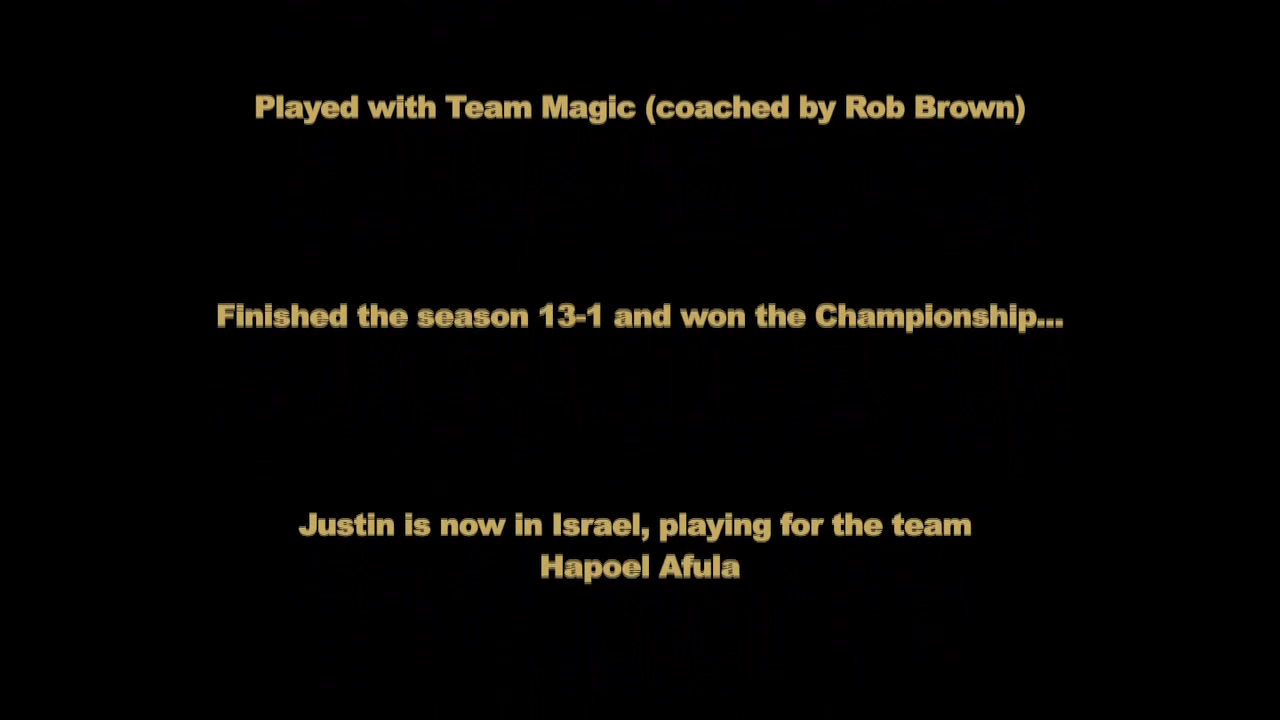 Played with Team Magic (coached by Rob Brown)
Finished the season 13-1 and won the Championship...
Justin is now in Israel, playing for the team
Hapoel Afula